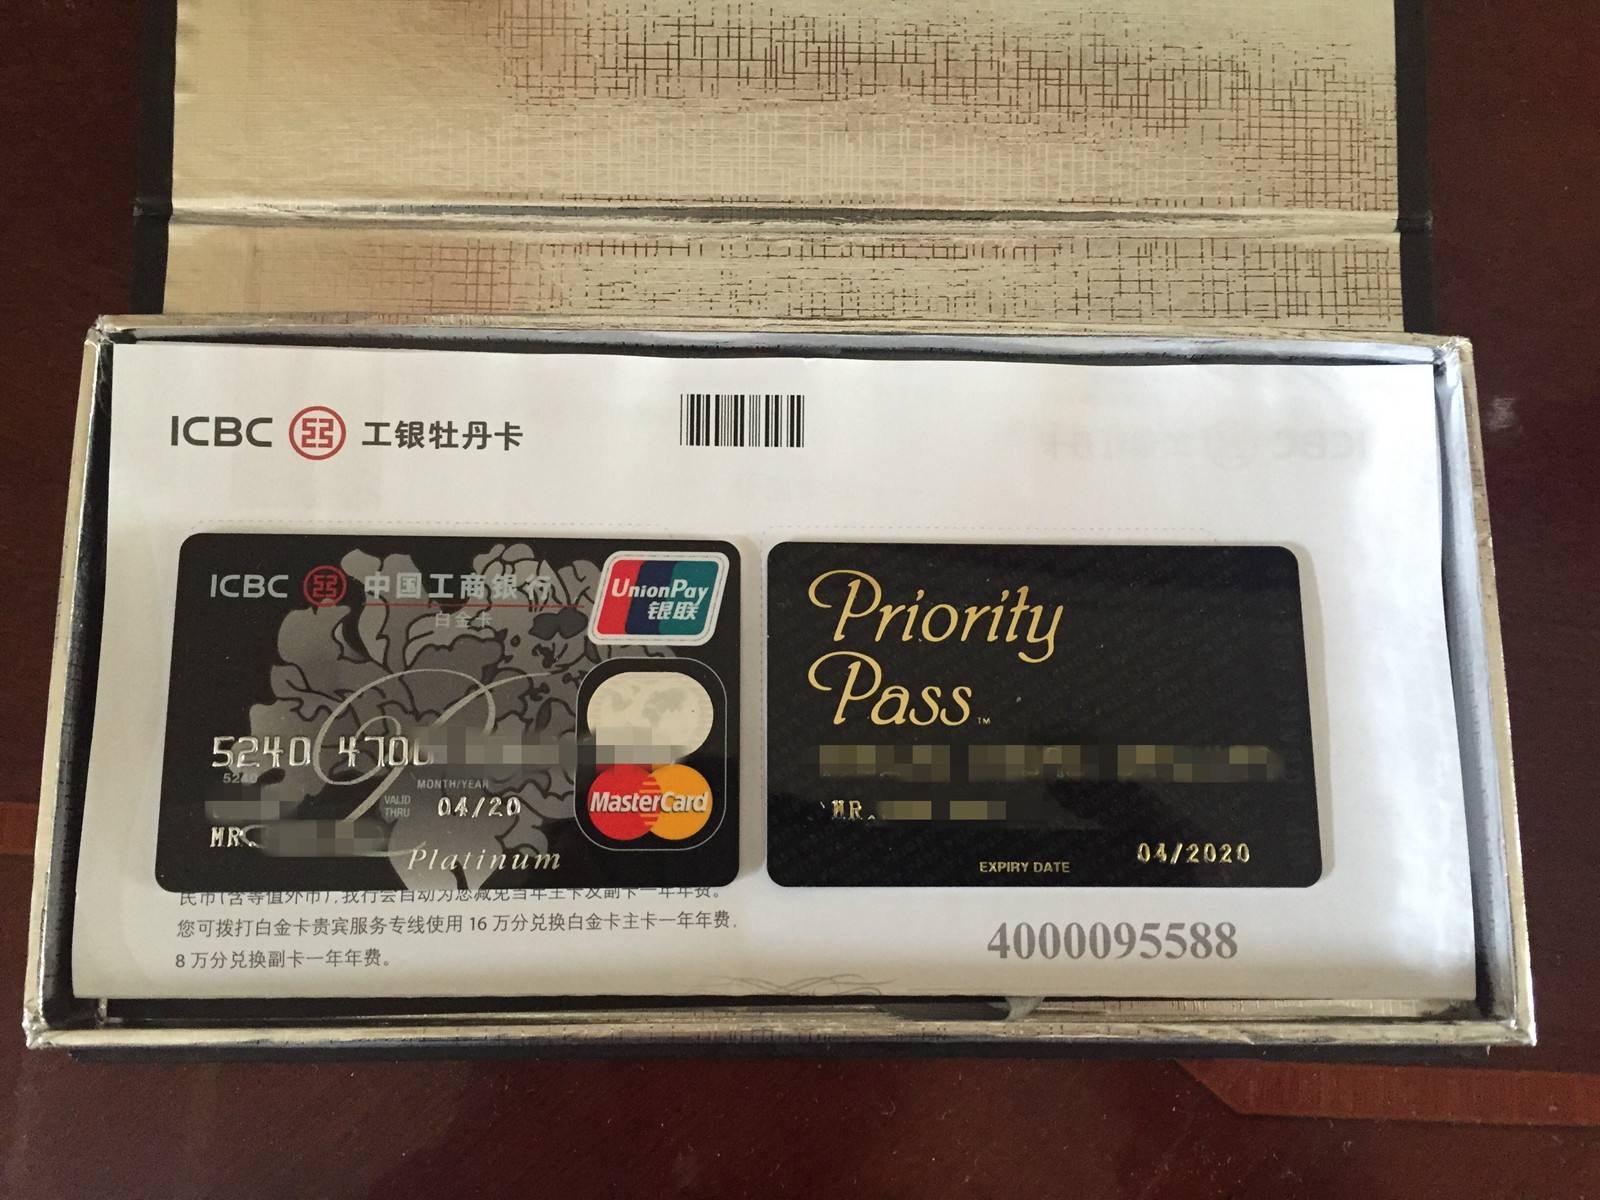 ICBC 工银牡丹卡
ICBC 中国工商银行
白金卡
UnionPay
银联
5240 4700
5240
MONTH/YEAR
VALID
THRU
04/20
MR.
MasterCard
Platinum
Priority
Pass™
MR.
04/2020
EXPIRY DATE
民币(含等值外币),我行会自动为您减免当年主卡及副卡一年年费。
您可拨打白金卡贵宾服务专线使用 16 万分兑换白金卡主卡一年年费,
8 万分兑换副卡一年年费。
4000095588